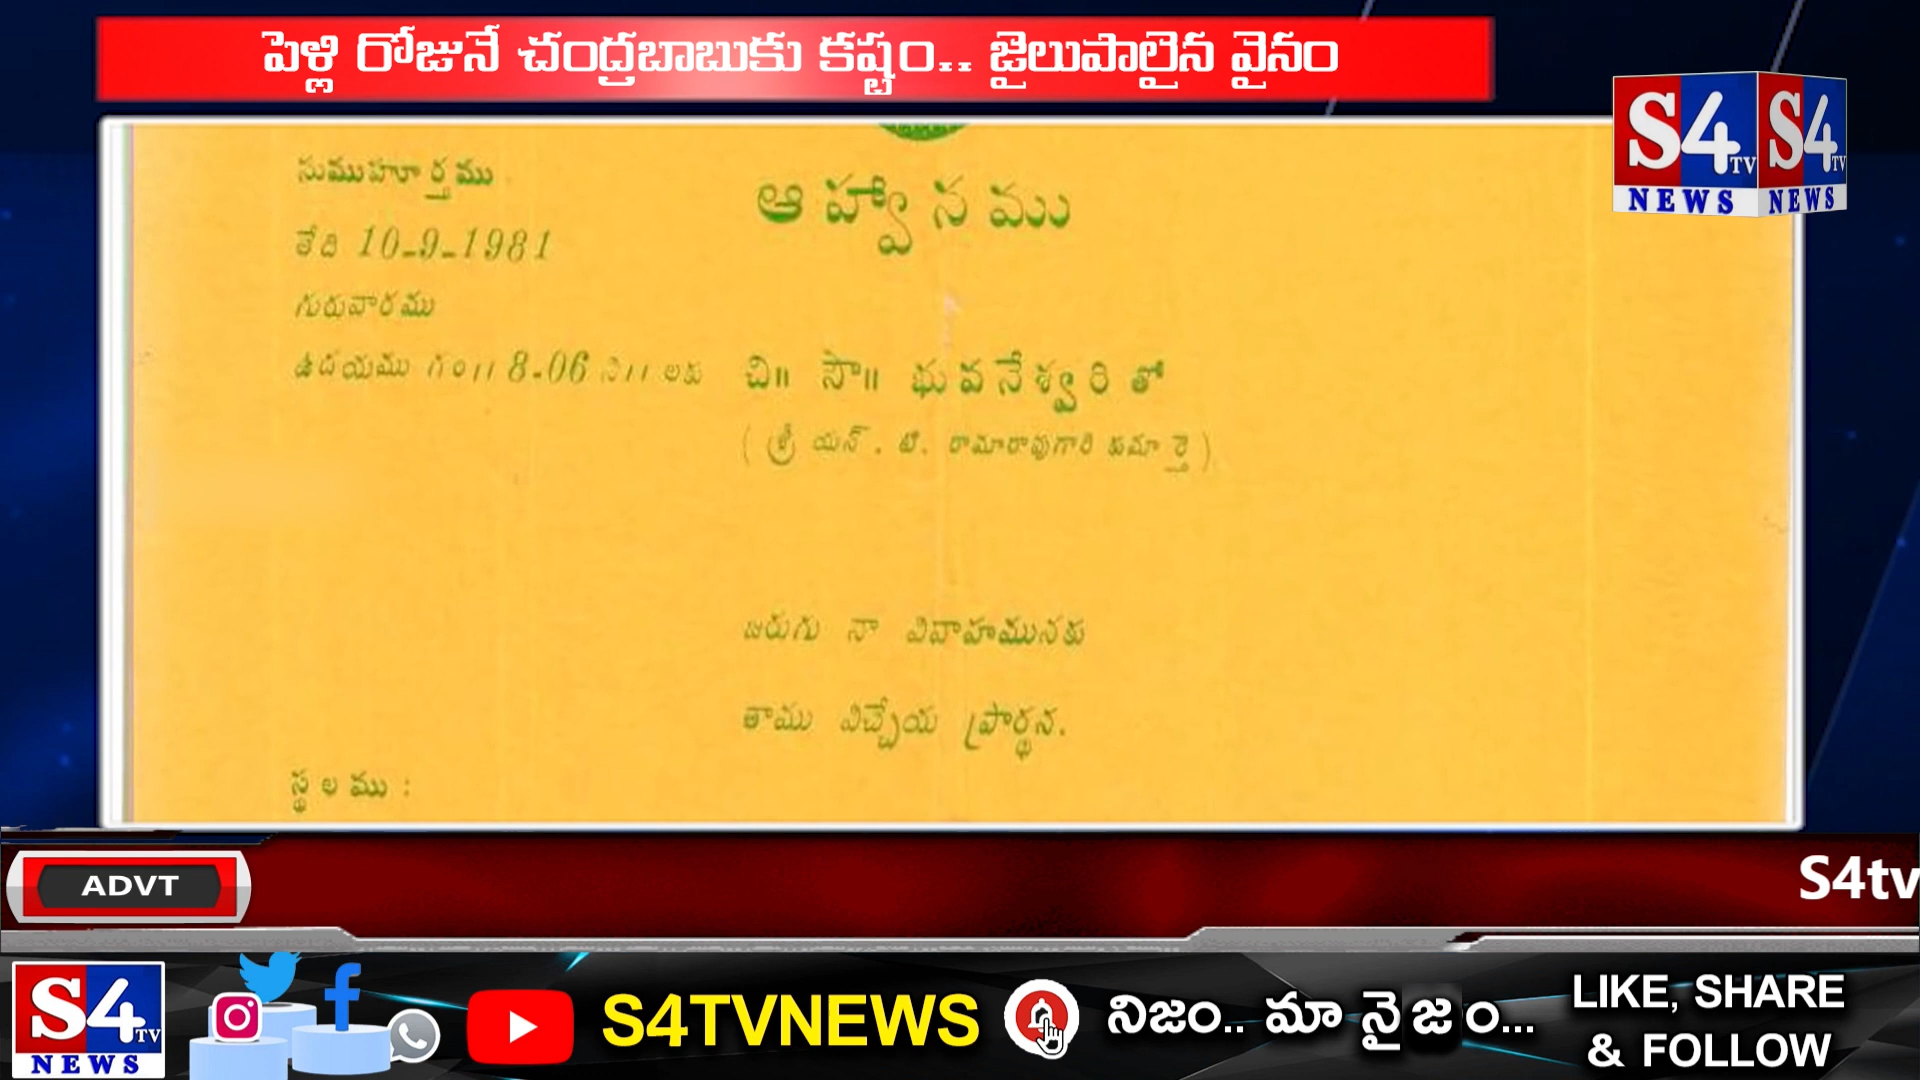 పెళ్లి రోజునే చంద్రబాబుకు కష్టం.. జైలుపాలైన వైనం
S4 TV NEWS
S4 TV NEWS
సుముహూర్తము
తేది 10-9-1981
గురువారము
ఉదయము గం॥ 8-06 ని॥ లకు
ఆహ్వానము
చి॥ సౌ॥ భువనేశ్వరి తో
( శ్రీ యన్. టి. రామారావుగారి కుమార్తె )
జరుగు నా వివాహమునకు
తాము విచ్చేయ ప్రార్థన.
స్థలము :
ADVT
S4tv
S4 TV NEWS
S4TVNEWS
నిజం.. మా నైజం...
LIKE, SHARE
& FOLLOW